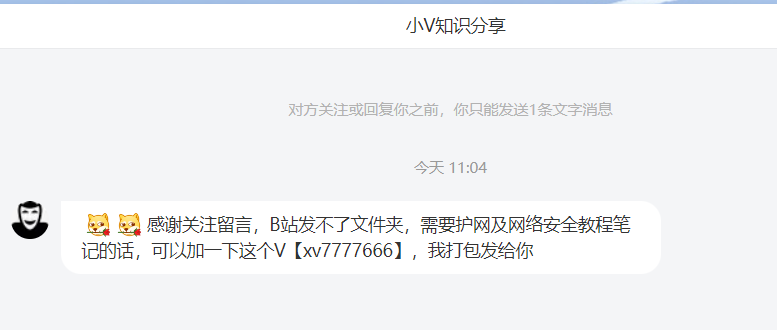 小V知识分享
对方关注或回复你之前，你只能发送1条文字消息
今天 11:04
感谢关注留言，B站发不了文件夹，需要护网及网络安全教程笔
记的话，可以加一下这个V【xv7777666】，我打包发给你